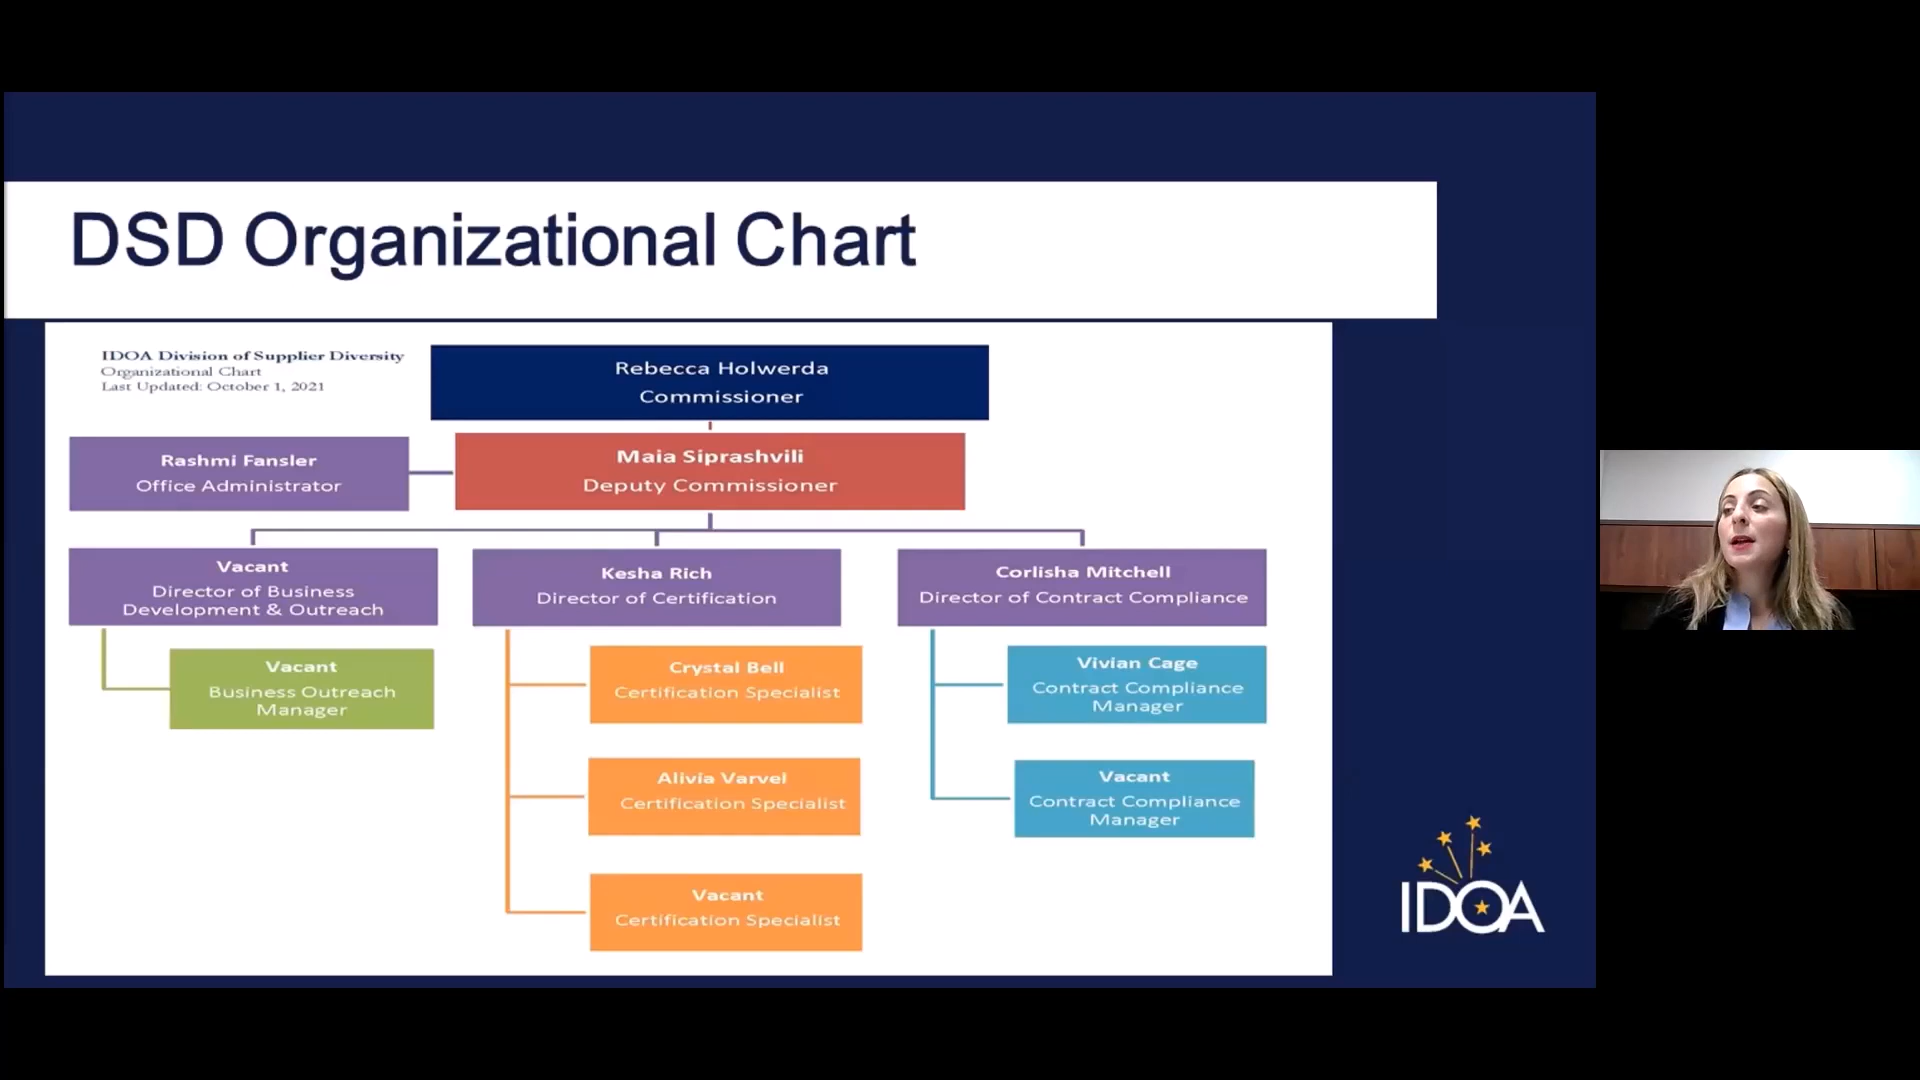 DSD Organizational Chart
IDOA Division of Supplier Diversity
Organizational Chart
Last Updated: October 1, 2021
Rebecca Holwerda
Commissioner
Rashmi Fansler
Office Administrator
Maia Siprashvili
Deputy Commissioner
Vacant
Director of Business
Development & Outreach
Kesha Rich
Director of Certification
Corlisha Mitchell
Director of Contract Compliance
Vacant
Business Outreach
Manager
Crystal Bell
Certification Specialist
Vivian Cage
Contract Compliance
Manager
Alivia Varvel
Certification Specialist
Vacant
Contract Compliance
Manager
Vacant
Certification Specialist
IDOA